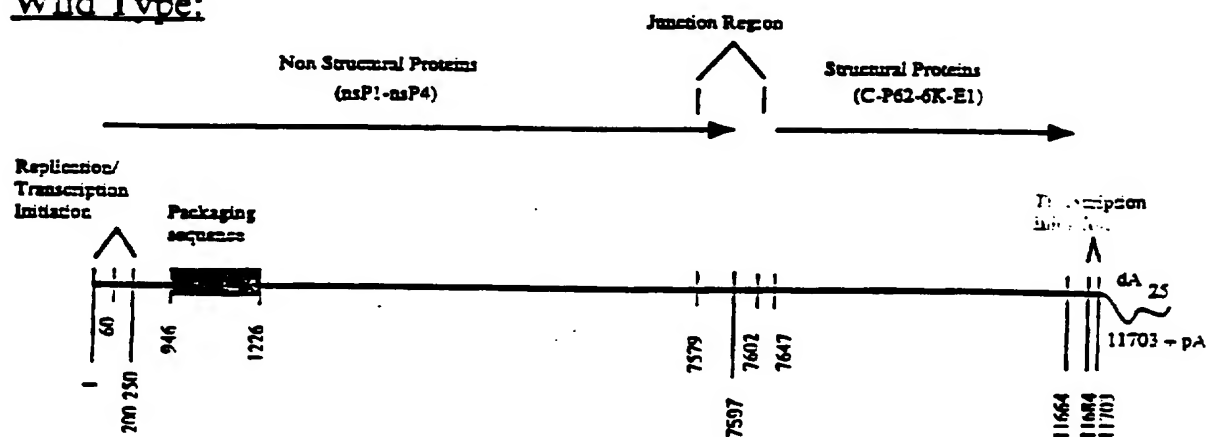 Wild Type:
Junction Region
Non Structural Proteins
(nsP1-nsP4)
Structural Proteins
(C-P62-6K-E1)
Replication/
Transcription
Initiation
Packaging
sequence
dA 25
11703 + pA
1
60
200 250
946
1226
7579
7597
7602
7647
11664
11684
11703